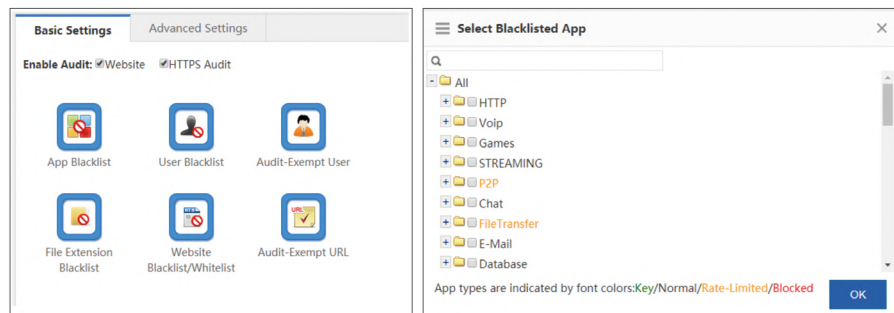 Basic Settings
Advanced Settings
Enable Audit: Website HTTPS Audit
App Blacklist
User Blacklist
Audit-Exempt User
URL
File Extension
Blacklist
Website
Blacklist/Whitelist
Audit-Exempt URL
Select Blacklisted App
All
HTTP
Voip
Games
STREAMING
P2P
Chat
FileTransfer
E-Mail
Database
App types are indicated by font colors:Key/Normal/Rate-Limited/Blocked
OK